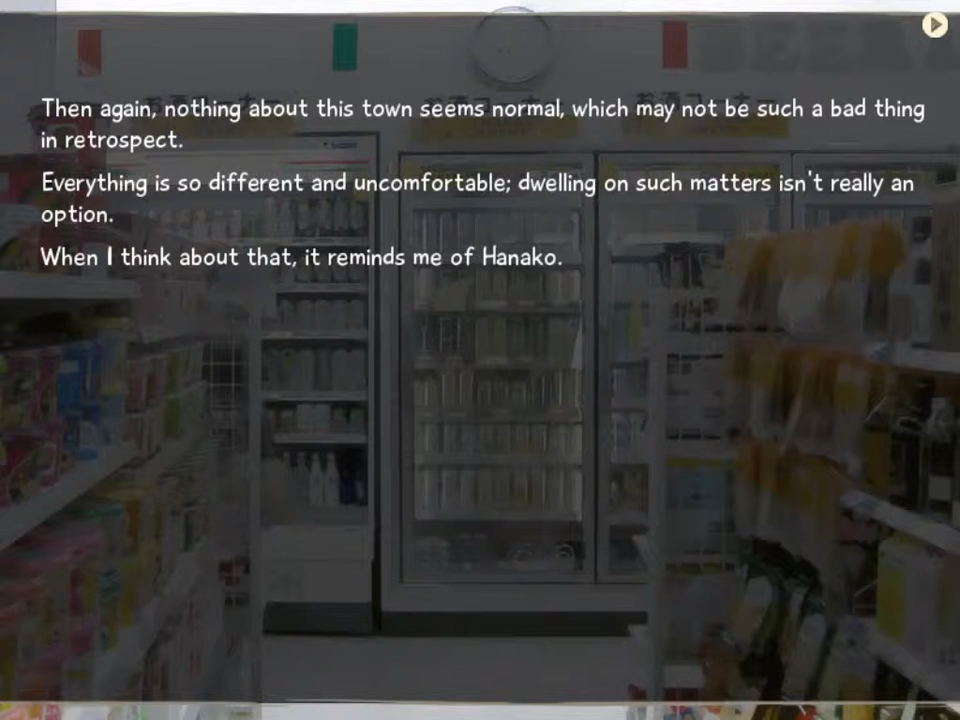 Then again, nothing about this town seems normal, which may not be such a bad thing
in retrospect.
Everything is so different and uncomfortable; dwelling on such matters isn't really an
option.
When I think about that, it reminds me of Hanako.